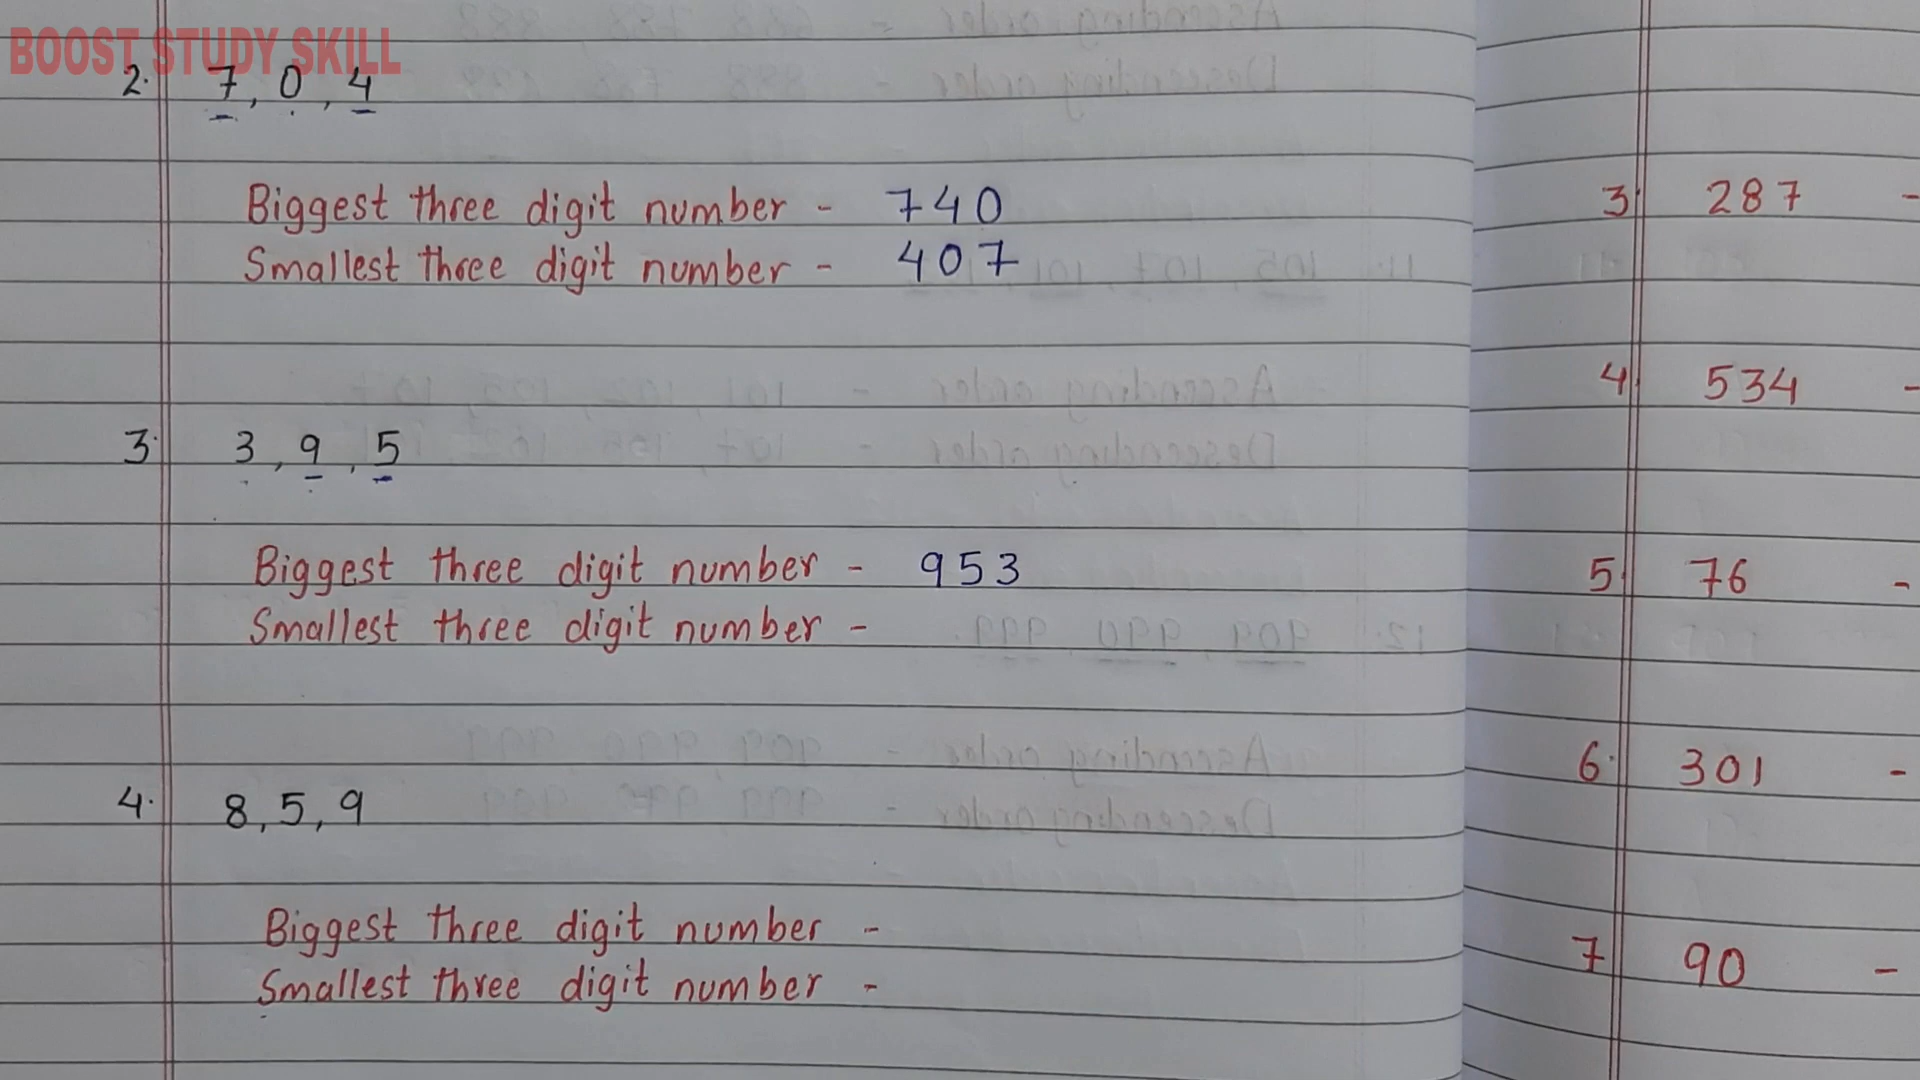 BOOST STUDY SKILL
2. 7, 0, 4
Biggest three digit number - 740
Smallest three digit number - 407
3. 3, 9, 5
Biggest three digit number - 953
Smallest three digit number -
4. 8, 5, 9
Biggest three digit number -
Smallest three digit number -
3 287 -
4 534 -
5 76 -
6. 301 -
7 90 -